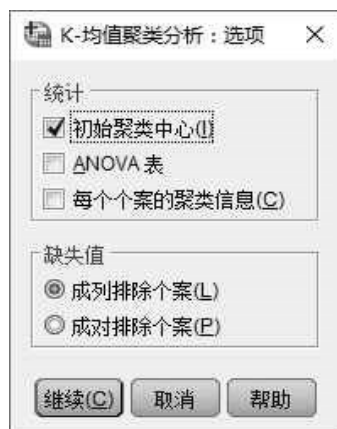 K-均值聚类分析：选项
统计
初始聚类中心(I)
ANOVA 表
每个个案的聚类信息(C)
缺失值
成列排除个案(L)
成对排除个案(P)
继续(C) 取消 帮助